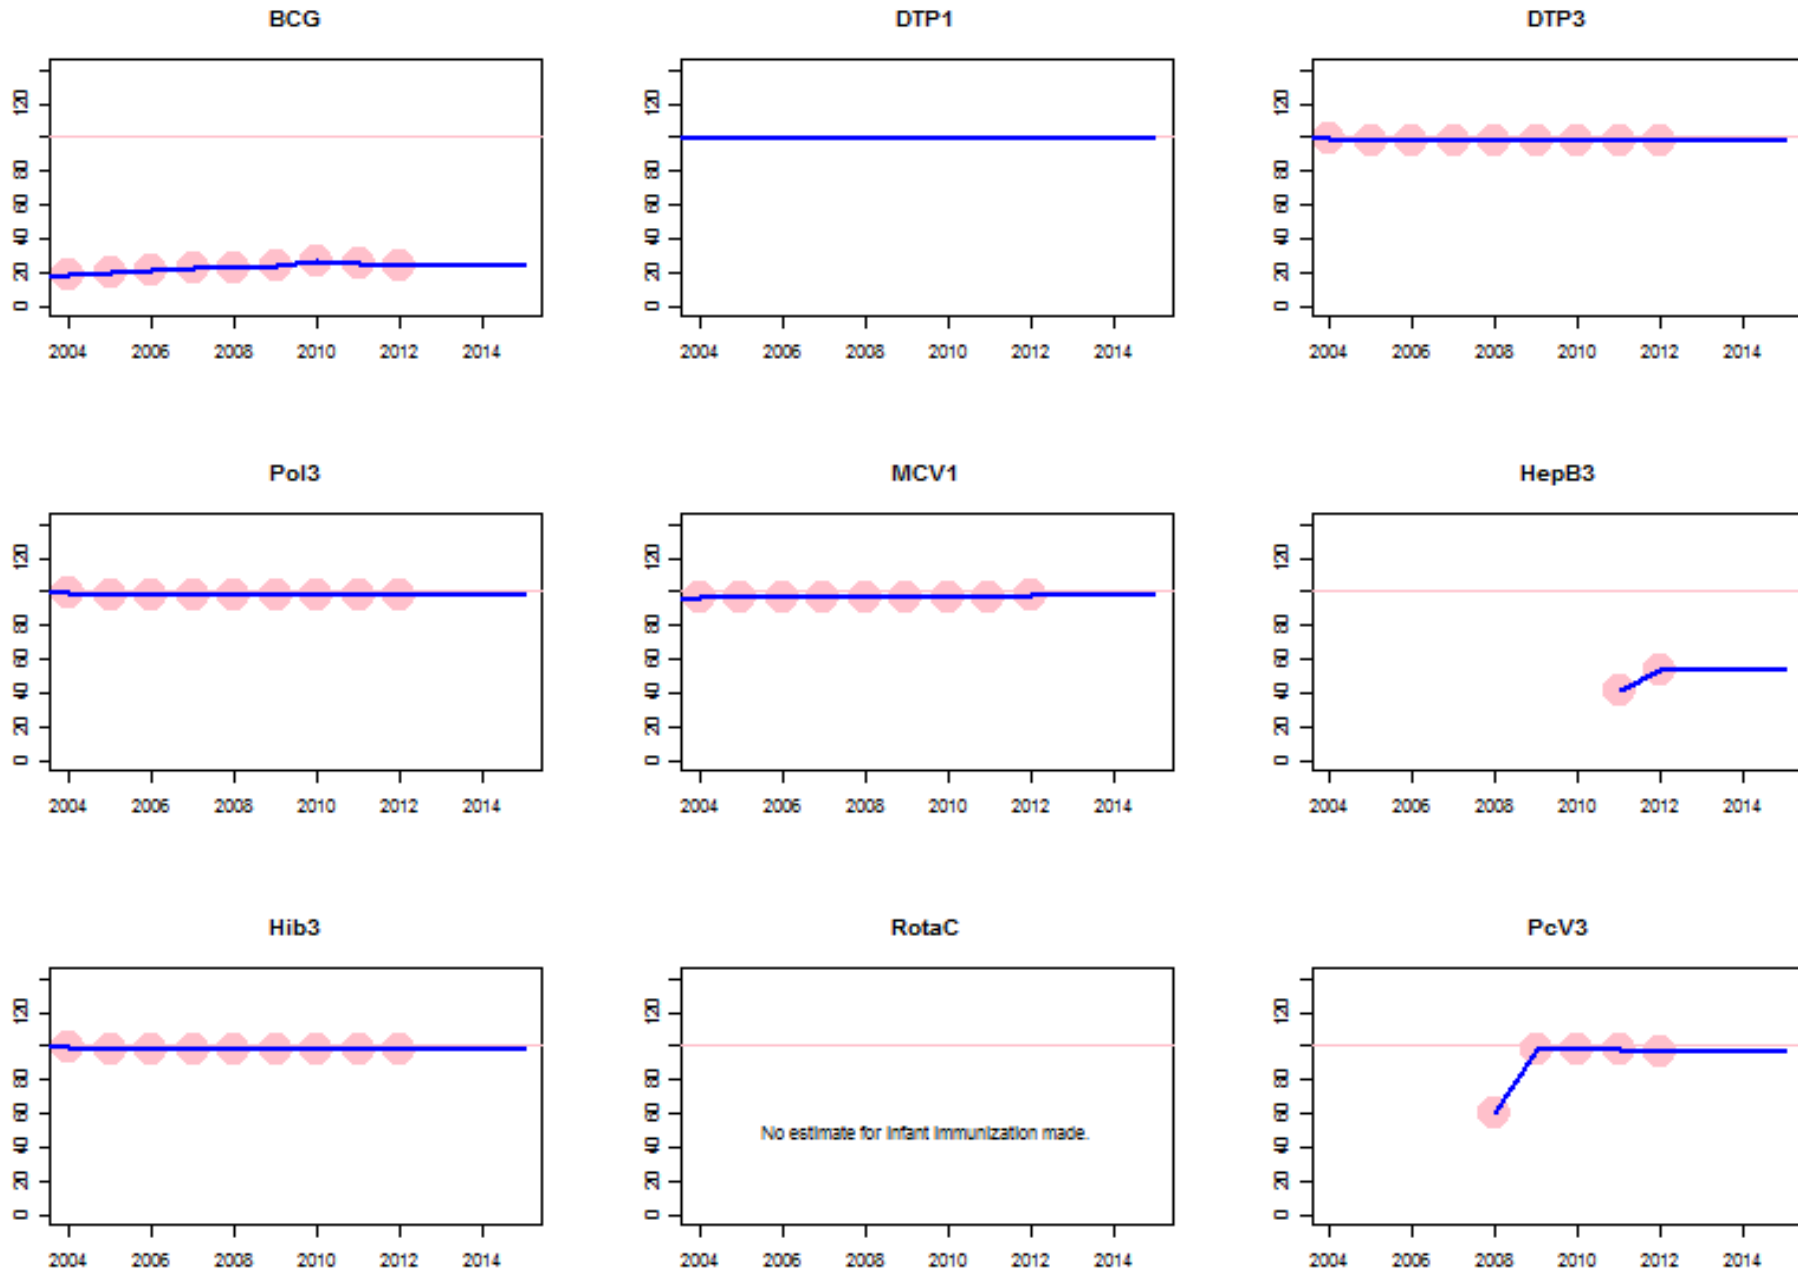 BCG DTP1 DTP3
0 20 40 60 80 120 0 20 40 60 80 120 0 20 40 60 80 120
2004 2006 2008 2010 2012 2014 2004 2006 2008 2010 2012 2014 2004 2006 2008 2010 2012 2014
Pol3 MCV1 HepB3
0 20 40 60 80 120 0 20 40 60 80 120 0 20 40 60 80 120
2004 2006 2008 2010 2012 2014 2004 2006 2008 2010 2012 2014 2004 2006 2008 2010 2012 2014
Hib3 RotaC PcV3
0 20 40 60 80 120 0 20 40 60 80 120 0 20 40 60 80 120
No estimate for infant immunization made.
2004 2006 2008 2010 2012 2014 2004 2006 2008 2010 2012 2014 2004 2006 2008 2010 2012 2014